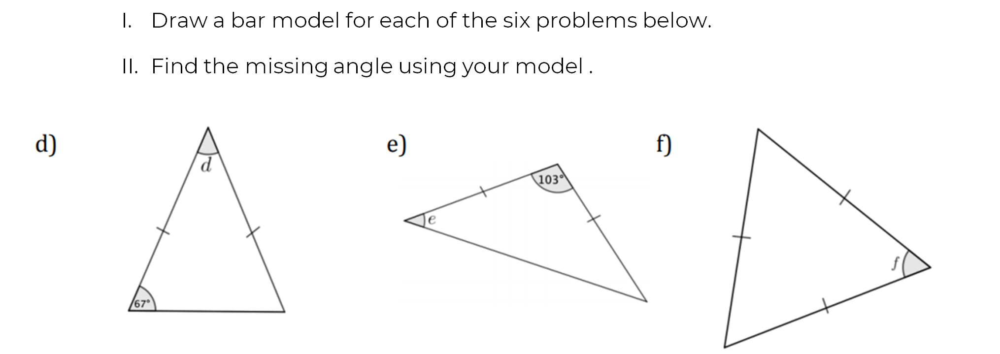 I. Draw a bar model for each of the six problems below.
II. Find the missing angle using your model .
d) e) f)
d
103°
e
f
67°